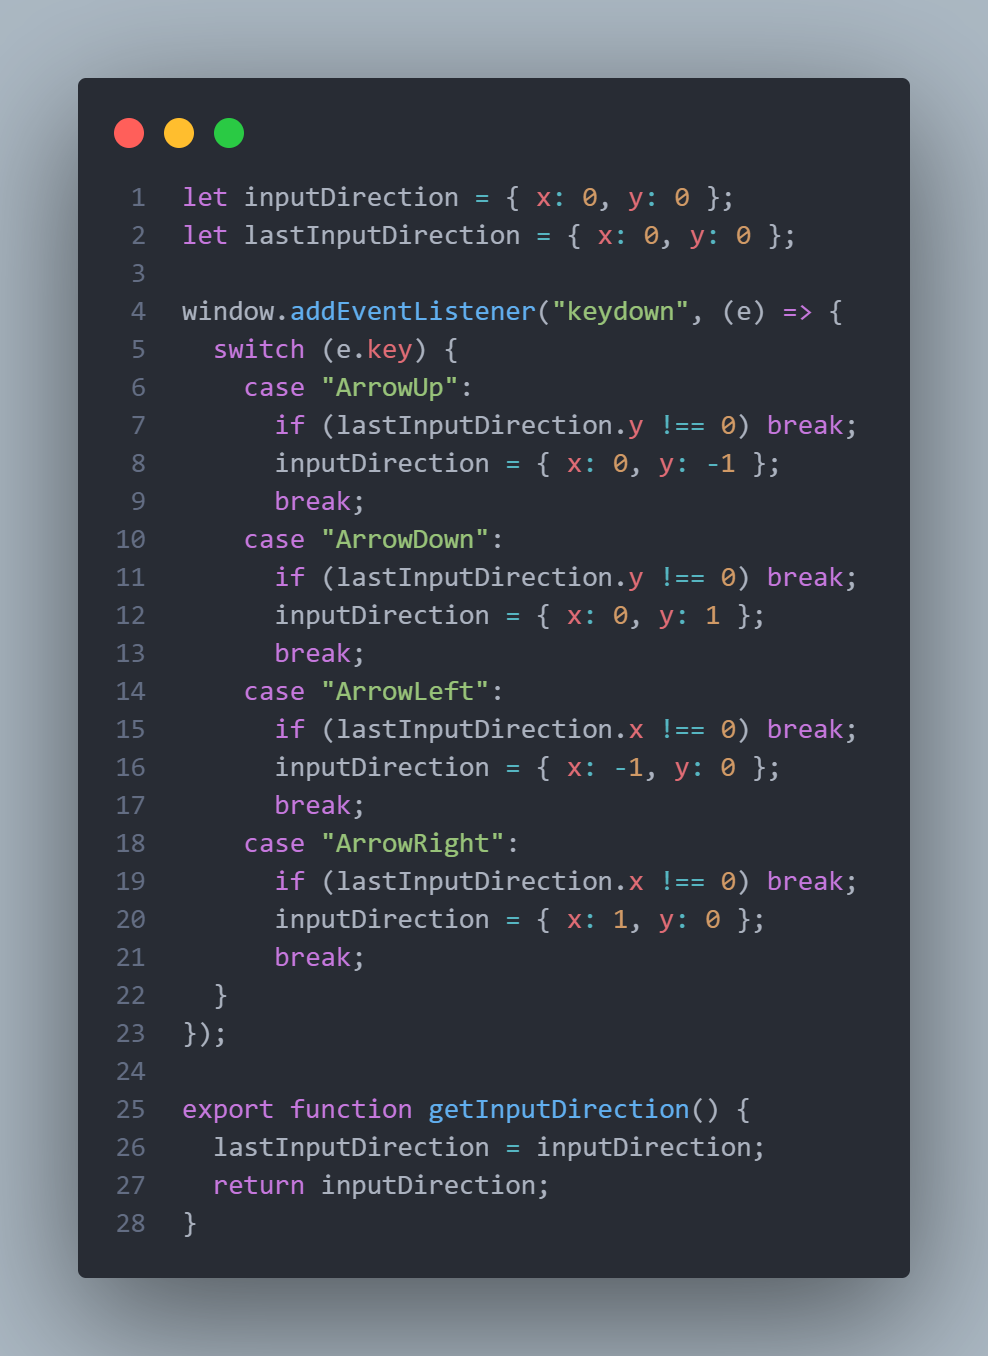 1 let inputDirection = { x: 0, y: 0 };
2 let lastInputDirection = { x: 0, y: 0 };
3
4 window.addEventListener("keydown", (e) => {
5   switch (e.key) {
6     case "ArrowUp":
7       if (lastInputDirection.y !== 0) break;
8       inputDirection = { x: 0, y: -1 };
9       break;
10     case "ArrowDown":
11       if (lastInputDirection.y !== 0) break;
12       inputDirection = { x: 0, y: 1 };
13       break;
14     case "ArrowLeft":
15       if (lastInputDirection.x !== 0) break;
16       inputDirection = { x: -1, y: 0 };
17       break;
18     case "ArrowRight":
19       if (lastInputDirection.x !== 0) break;
20       inputDirection = { x: 1, y: 0 };
21       break;
22   }
23 });
24
25 export function getInputDirection() {
26   lastInputDirection = inputDirection;
27   return inputDirection;
28 }